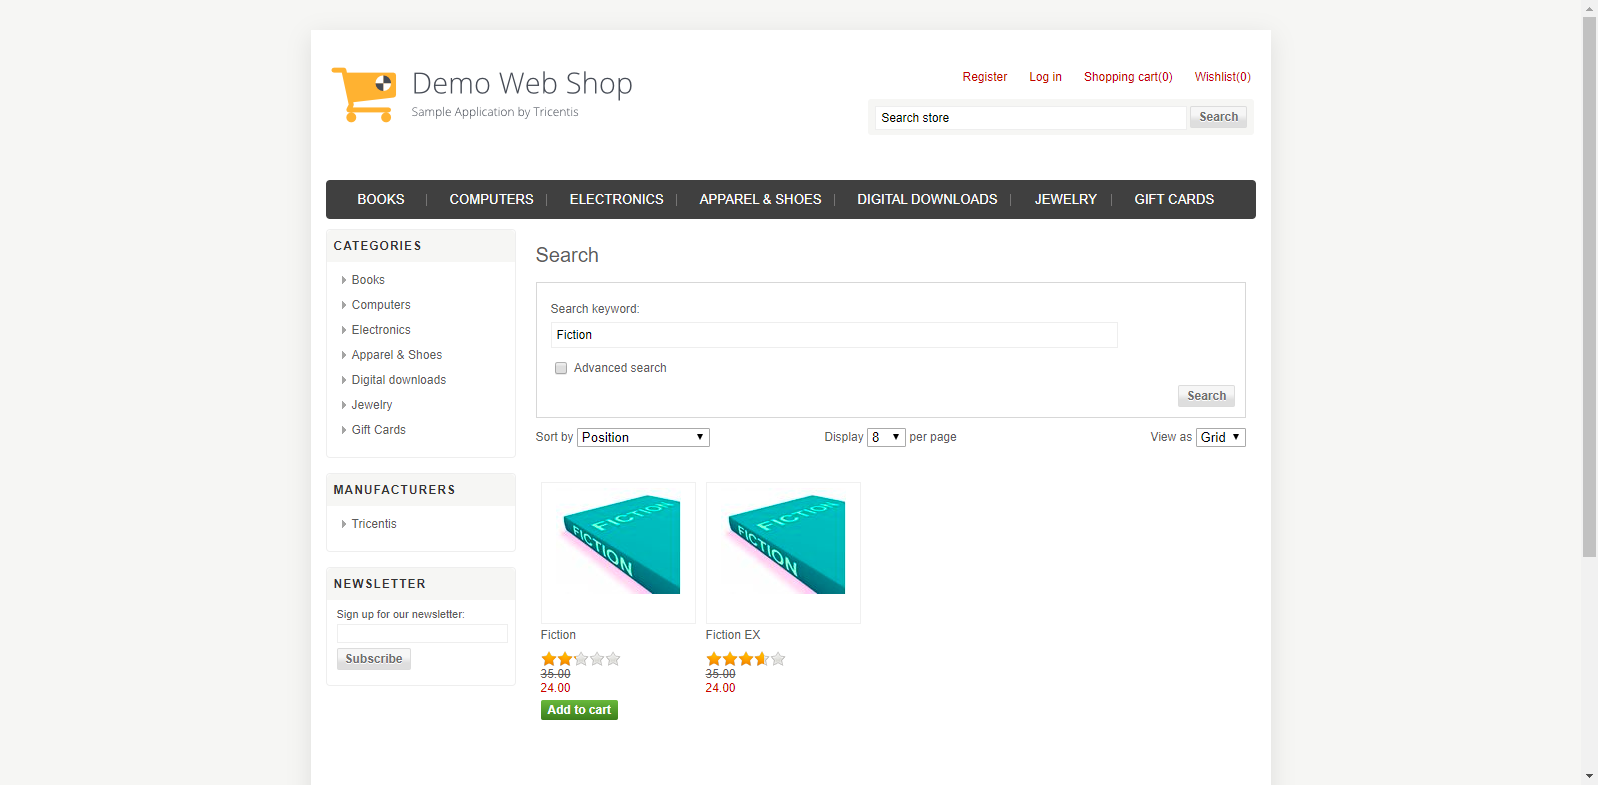 Demo Web Shop
Sample Application by Tricentis
Register Log in Shopping cart(0) Wishlist(0)
Search store Search
BOOKS COMPUTERS ELECTRONICS APPAREL & SHOES DIGITAL DOWNLOADS JEWELRY GIFT CARDS
CATEGORIES
Books
Computers
Electronics
Apparel & Shoes
Digital downloads
Jewelry
Gift Cards
MANUFACTURERS
Tricentis
NEWSLETTER
Sign up for our newsletter:
Subscribe
Search
Search keyword:
Fiction
Advanced search
Search
Sort by Position Display 8 per page View as Grid
FICTION
FICTION
FICTION
FICTION
Fiction
35.00
24.00
Add to cart
Fiction EX
35.00
24.00